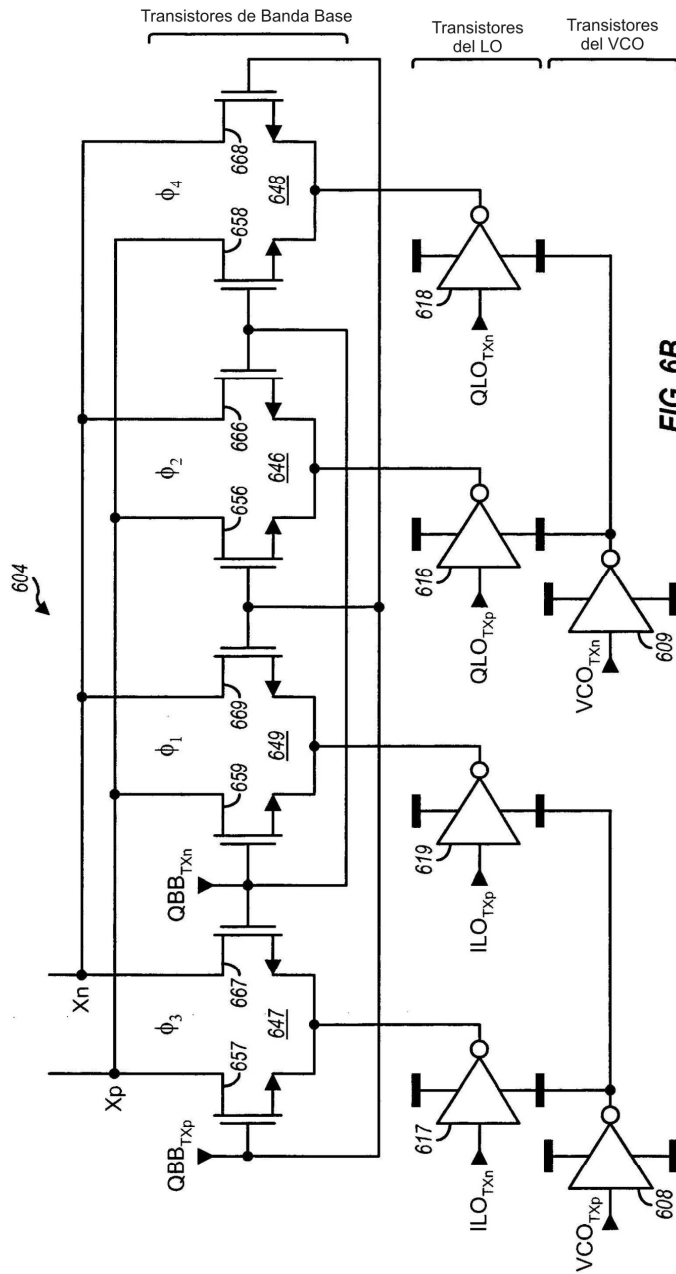 604
Transistores de Banda Base
Transistores
del LO
Transistores
del VCO
Xn
Xp
ϕ3
ϕ1
ϕ2
ϕ4
657
667
659
669
656
666
658
668
647
649
646
648
QBBTXp
QBBTXn
617
619
616
618
ILOTXn
ILOTXp
QLOTXp
QLOTXn
VCOTXp
608
VCOTXn
609
FIG. 6B